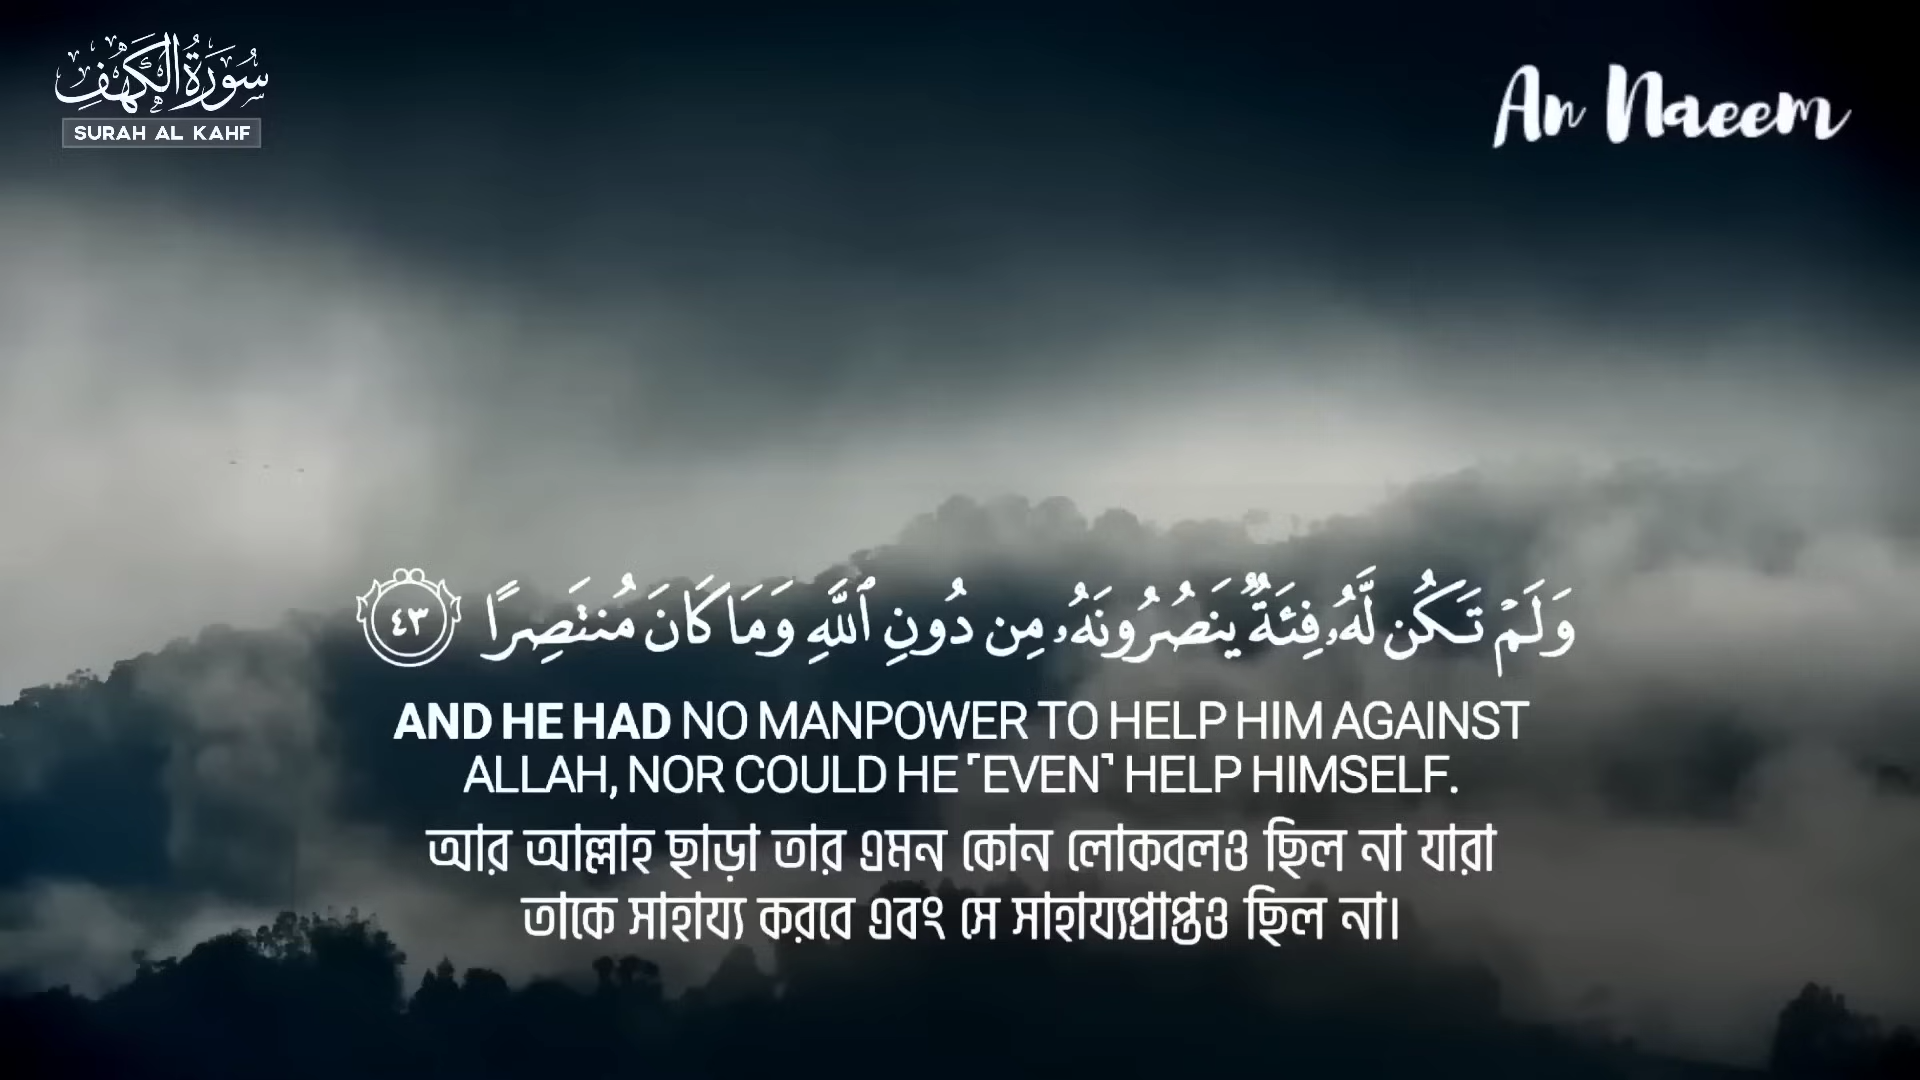 سُورَةُ الْكَهْفِ
SURAH AL KAHF
An Naeem
وَلَمْ تَكُن لَّهُۥ فِئَةٌ يَنصُرُونَهُۥ مِن دُونِ ٱللَّهِ وَمَا كَانَ مُنتَصِرًا ٤٣
AND HE HAD NO MANPOWER TO HELP HIM AGAINST
ALLAH, NOR COULD HE ⸢EVEN⸣ HELP HIMSELF.
আর আল্লাহ ছাড়া তার এমন কোন লোকবলও ছিল না যারা
তাকে সাহায্য করবে এবং সে সাহায্যপ্রাপ্তও ছিল না।